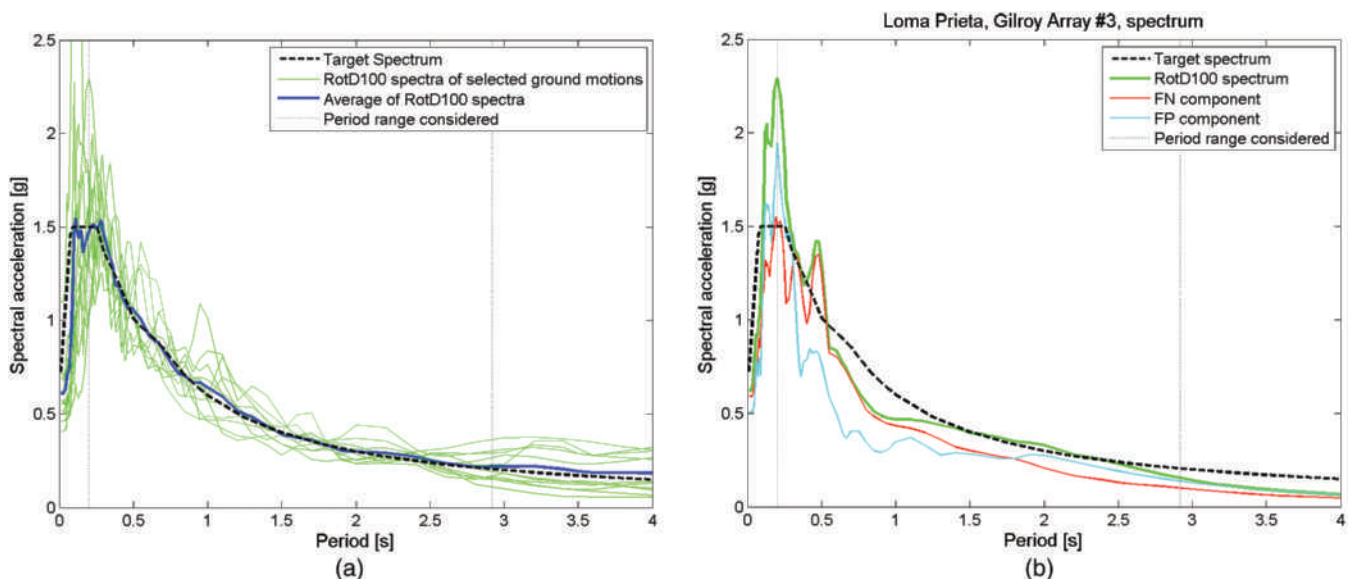 2.5
2
1.5
1
0.5
0
Spectral acceleration [g]
Target Spectrum
RotD100 spectra of selected ground motions
Average of RotD100 spectra
Period range considered
0 0.5 1 1.5 2 2.5 3 3.5 4
Period [s]
(a)
Loma Prieta, Gilroy Array #3, spectrum
2.5
2
1.5
1
0.5
0
Spectral acceleration [g]
Target spectrum
RotD100 spectrum
FN component
FP component
Period range considered
0 0.5 1 1.5 2 2.5 3 3.5 4
Period [s]
(b)